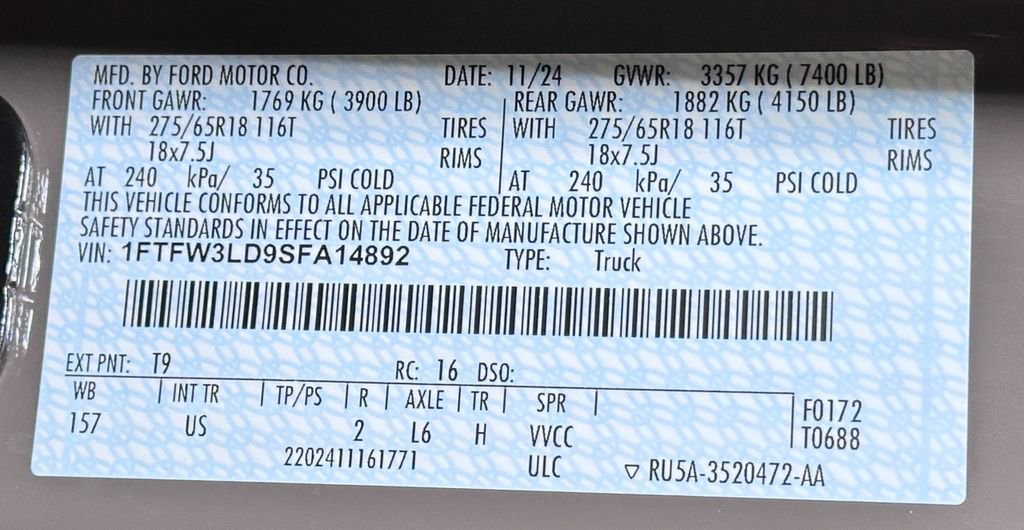 MFD. BY FORD MOTOR CO. DATE: 11/24 GVWR: 3357 KG ( 7400 LB)
FRONT GAWR: 1769 KG ( 3900 LB) REAR GAWR: 1882 KG ( 4150 LB)
WITH 275/65R18 116T TIRES WITH 275/65R18 116T TIRES
18x7.5J RIMS 18x7.5J RIMS
AT 240 kPa/ 35 PSI COLD AT 240 kPa/ 35 PSI COLD
THIS VEHICLE CONFORMS TO ALL APPLICABLE FEDERAL MOTOR VEHICLE
SAFETY STANDARDS IN EFFECT ON THE DATE OF MANUFACTURE SHOWN ABOVE.
VIN: 1FTFW3LD9SFA14892 TYPE: Truck
EXT PNT: T9 RC: 16 DSO:
WB | INT TR | TP/PS | R | AXLE | TR | SPR | F0172
157 US 2 L6 H VVCC T0688
2202411161771 ULC ▽ RU5A-3520472-AA